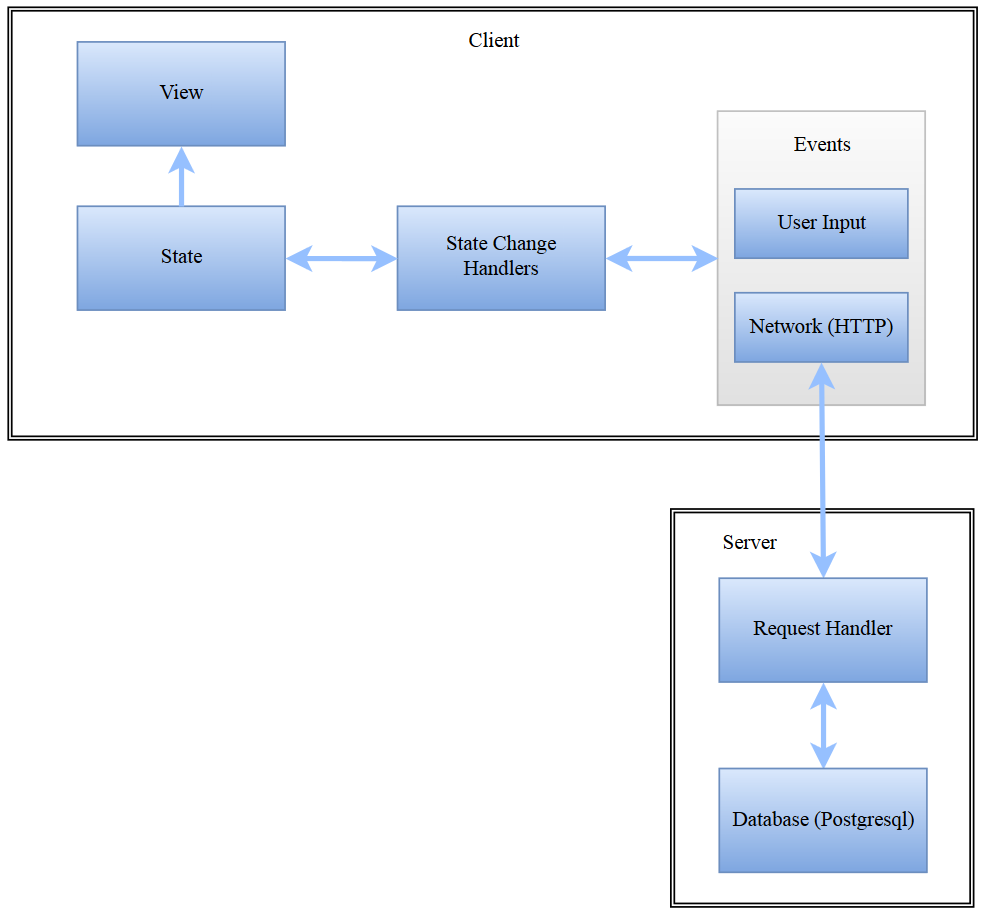 Client
View
Events
User Input
State
State Change
Handlers
Network (HTTP)
Server
Request Handler
Database (Postgresql)